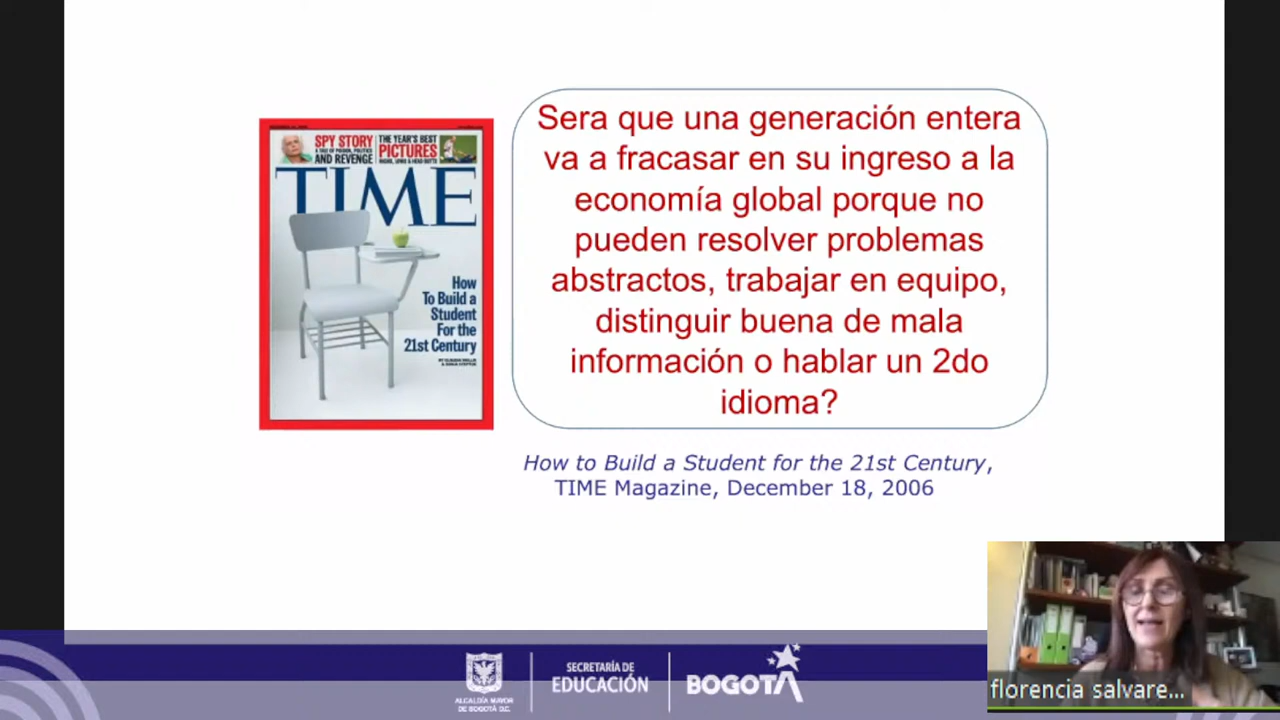 SPY STORY
A TALE OF POISON, POLITICS
AND REVENGE
THE YEAR'S BEST
PICTURES
TIME
How
To Build a
Student
For the
21st Century
Sera que una generación entera
va a fracasar en su ingreso a la
economía global porque no
pueden resolver problemas
abstractos, trabajar en equipo,
distinguir buena de mala
información o hablar un 2do
idioma?
How to Build a Student for the 21st Century,
TIME Magazine, December 18, 2006
ALCALDÍA MAYOR
DE BOGOTÁ D.C.
SECRETARÍA DE
EDUCACIÓN
BOGOTA
florencia salvare...